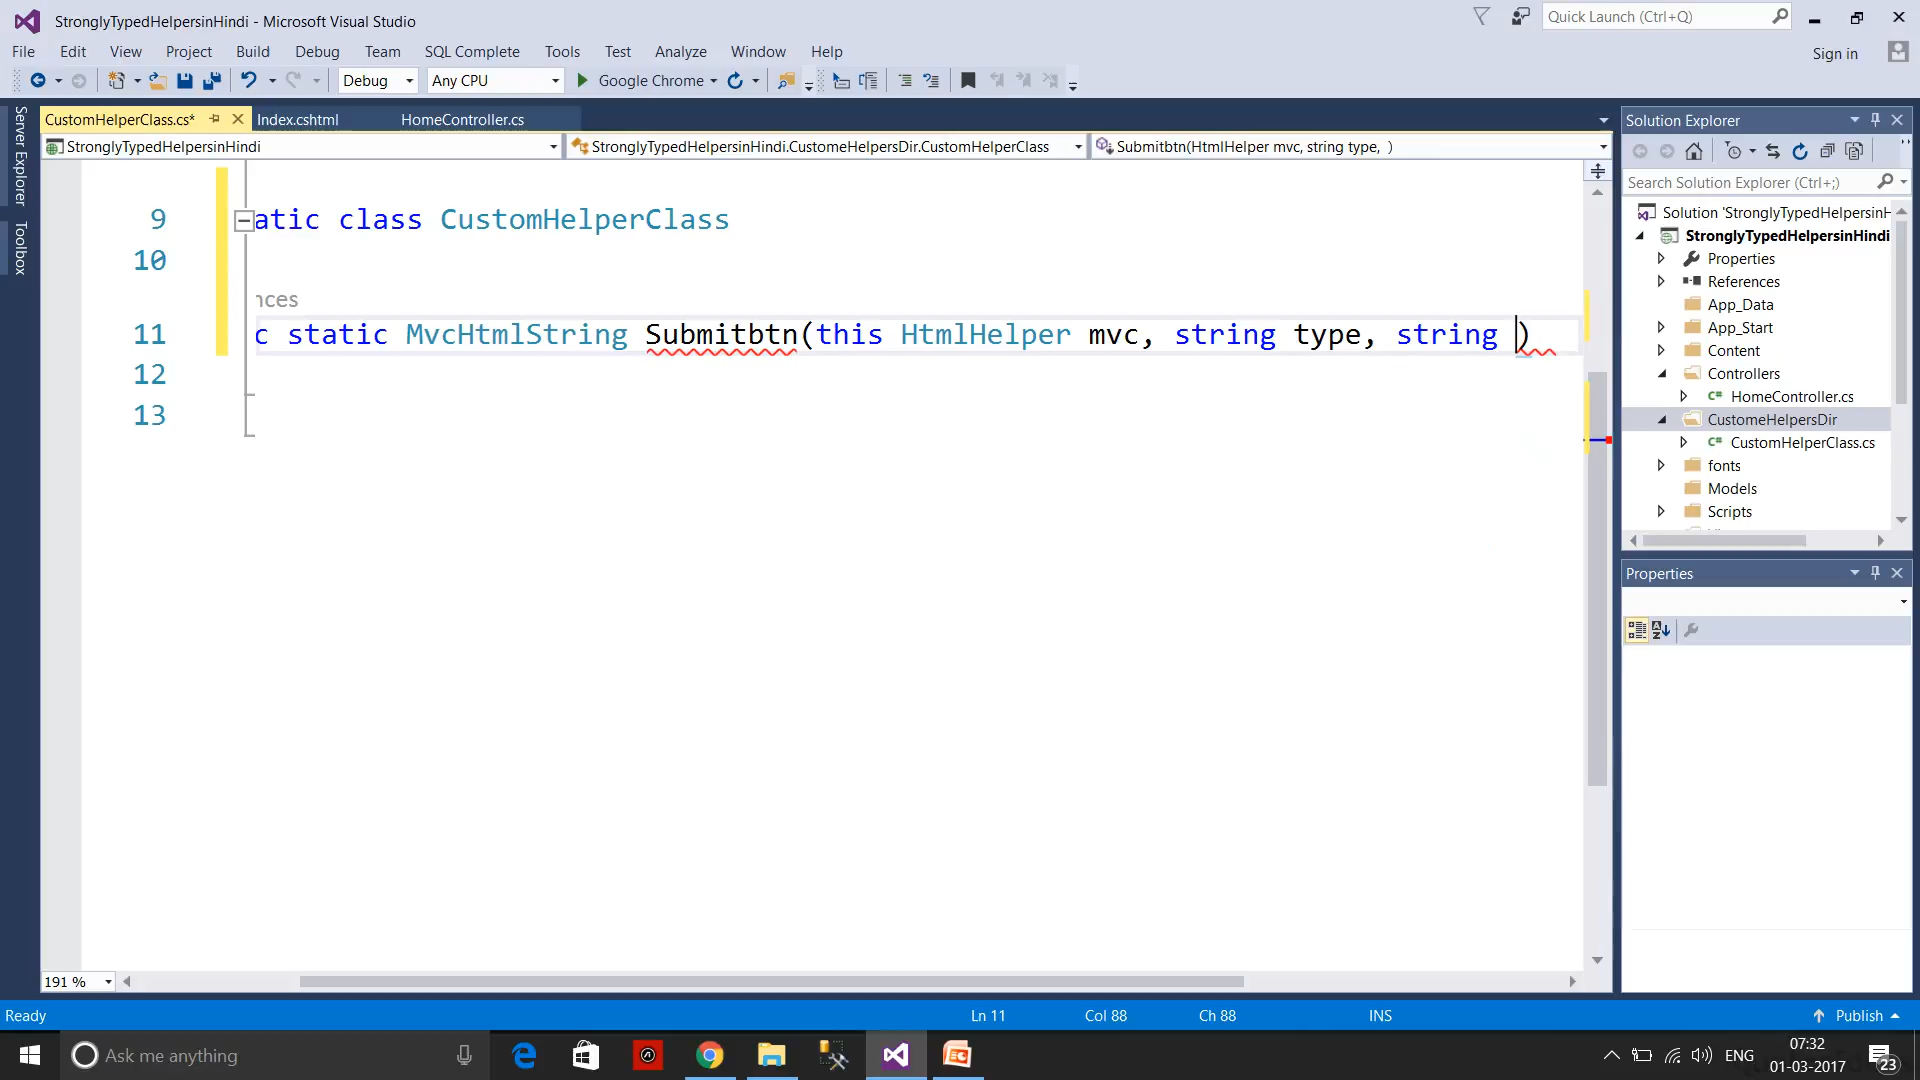 StronglyTypedHelpersinHindi - Microsoft Visual Studio
Quick Launch (Ctrl+Q)
File Edit View Project Build Debug Team SQL Complete Tools Test Analyze Window Help
Sign in
Debug Any CPU Google Chrome
Server Explorer
Toolbox
CustomHelperClass.cs* Index.cshtml HomeController.cs
StronglyTypedHelpersinHindi StronglyTypedHelpersinHindi.CustomeHelpersDir.CustomHelperClass Submitbtn(HtmlHelper mvc, string type, )
9 atic class CustomHelperClass
10
nces
11 c static MvcHtmlString Submitbtn(this HtmlHelper mvc, string type, string )
12
13
191 %
Solution Explorer
Search Solution Explorer (Ctrl+;)
Solution 'StronglyTypedHelpersinH
StronglyTypedHelpersinHindi
Properties
References
App_Data
App_Start
Content
Controllers
C# HomeController.cs
CustomeHelpersDir
C# CustomHelperClass.cs
fonts
Models
Scripts
Properties
Ready Ln 11 Col 88 Ch 88 INS Publish
Ask me anything
ENG
07:32
01-03-2017
23